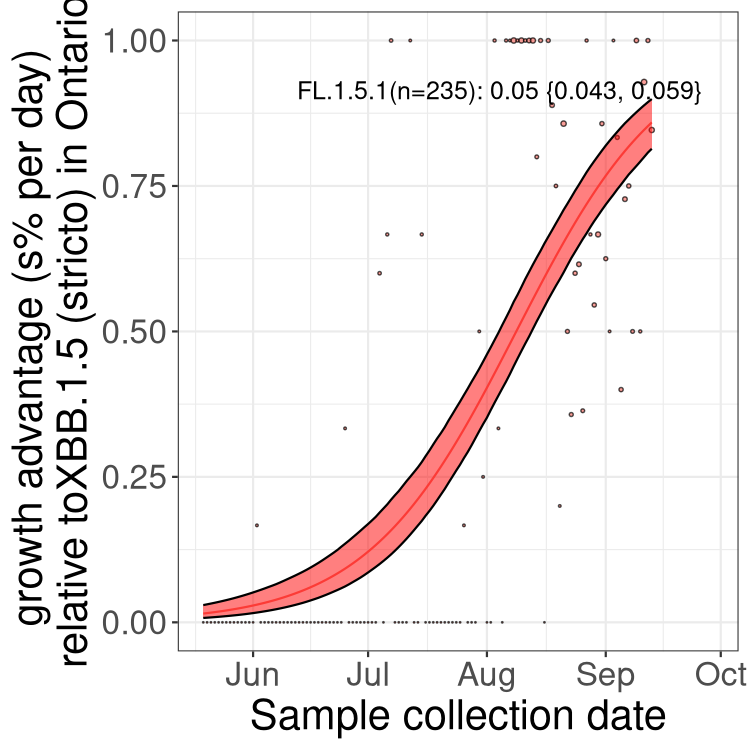 growth advantage (s% per day)
relative toXBB.1.5 (stricto) in Ontario
1.00
0.75
0.50
0.25
0.00
FL.1.5.1(n=235): 0.05 {0.043, 0.059}
Jun Jul Aug Sep Oct
Sample collection date